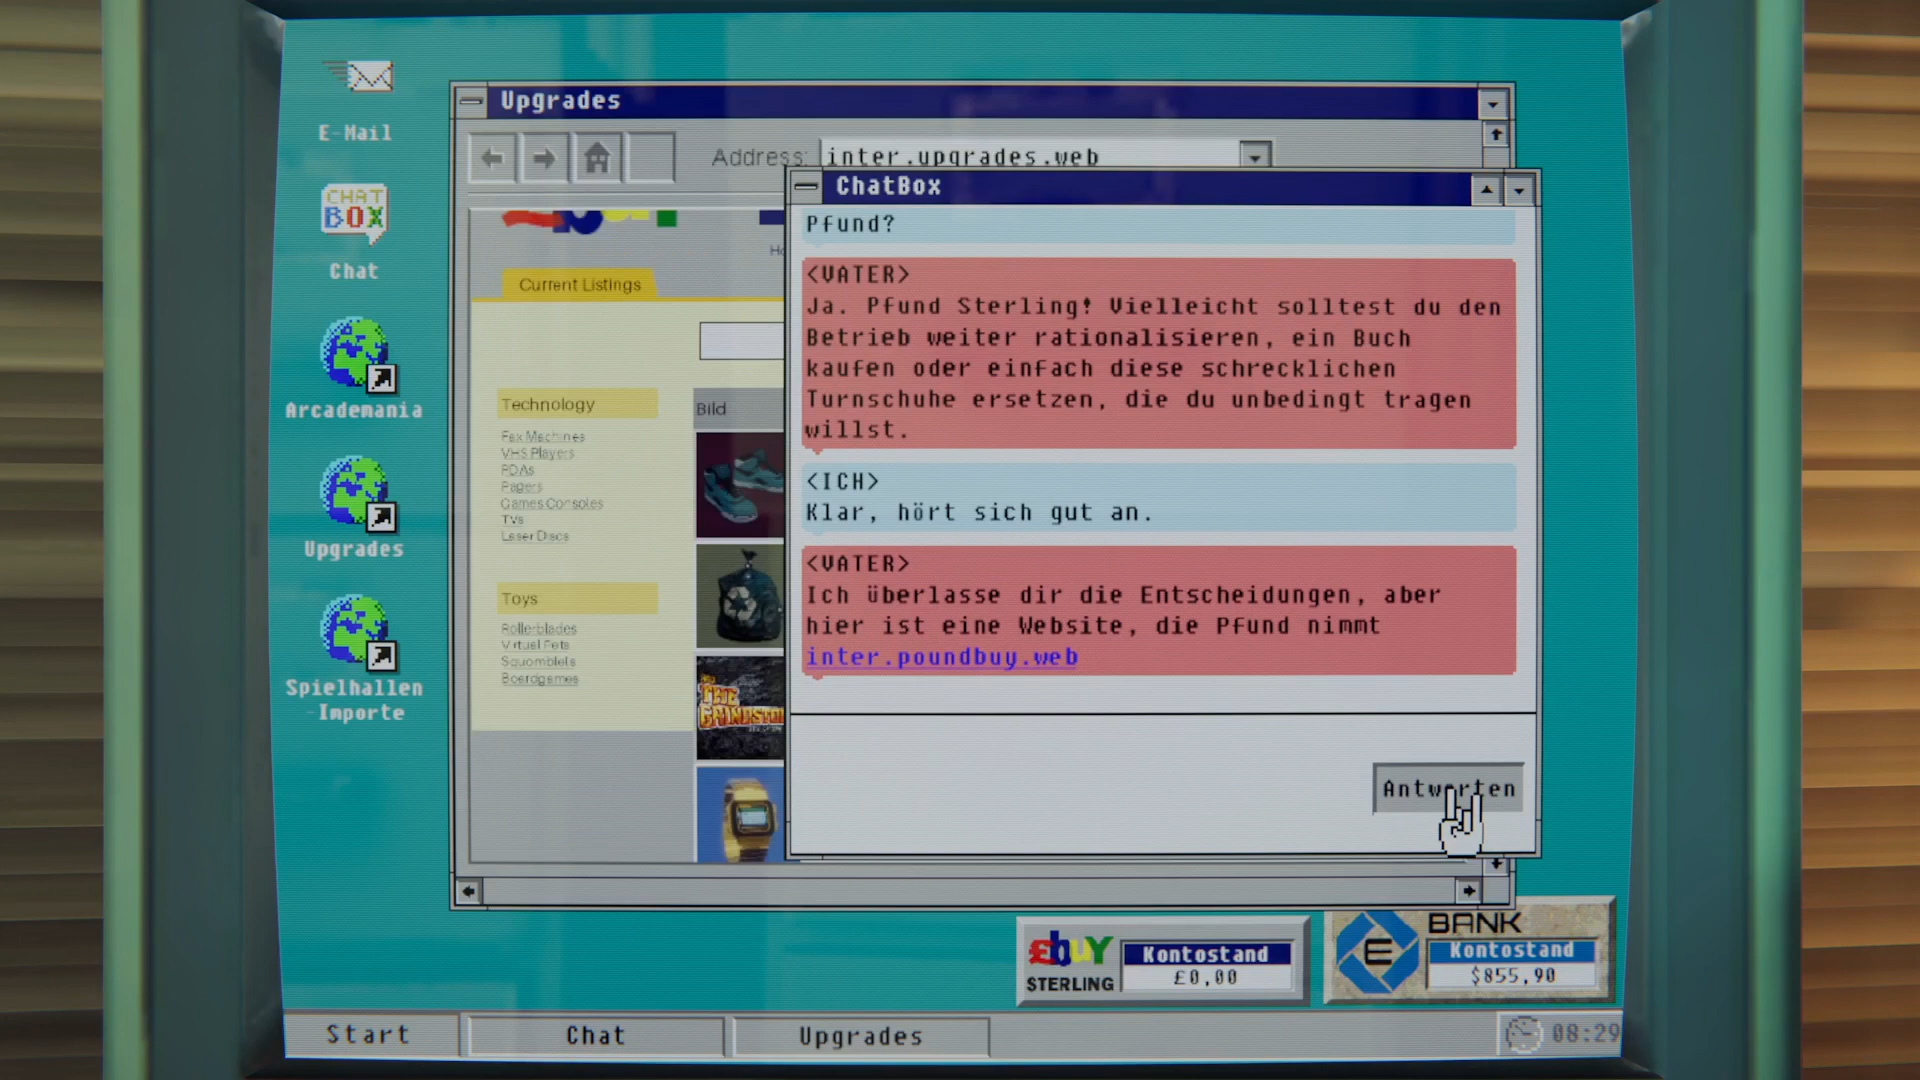 E-Mail
CHAT
BOX
Chat
Arcademania
Upgrades
Spielhallen
-Importe
Upgrades
Address: inter.upgrades.web
Current Listings
Technology
Fax Machines
VHS Players
PDAs
Pagers
Games Consoles
TVs
Laser Discs
Toys
Rollerblades
Virtual Pets
Squomblels
Boardgames
Bild
THE
ChatBox
Pfund?
<VATER>
Ja. Pfund Sterling! Vielleicht solltest du den
Betrieb weiter rationalisieren, ein Buch
kaufen oder einfach diese schrecklichen
Turnschuhe ersetzen, die du unbedingt tragen
willst.
<ICH>
Klar, hört sich gut an.
<VATER>
Ich überlasse dir die Entscheidungen, aber
hier ist eine Website, die Pfund nimmt
inter.poundbuy.web
Antworten
£buY
STERLING
Kontostand
£0,00
E
BANK
Kontostand
$855,90
Start
Chat
Upgrades
08:29